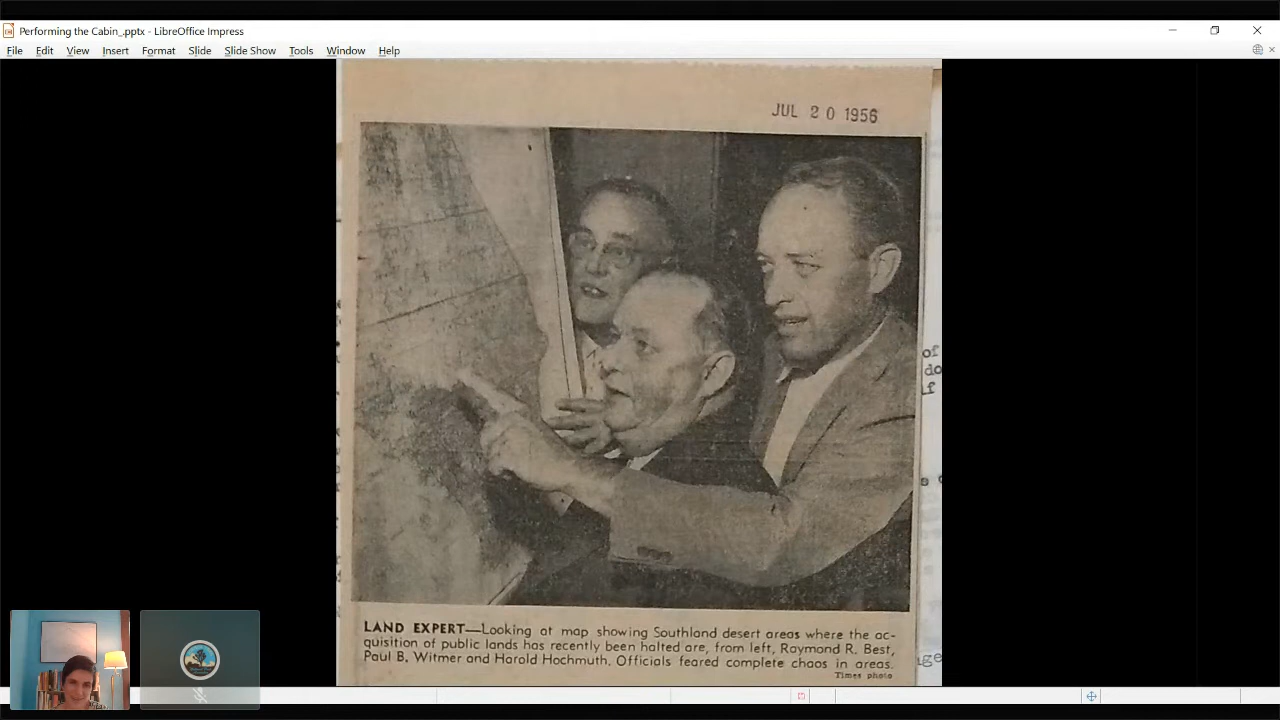 Performing the Cabin_.pptx - LibreOffice Impress
File Edit View Insert Format Slide Slide Show Tools Window Help
JUL 20 1956
of
do
LAND EXPERT—Looking at map showing Southland desert areas where the ac-
quisition of public lands has recently been halted are, from left, Raymond R. Best,
Paul B. Witmer and Harold Hochmuth. Officials feared complete chaos in areas.
Times photo